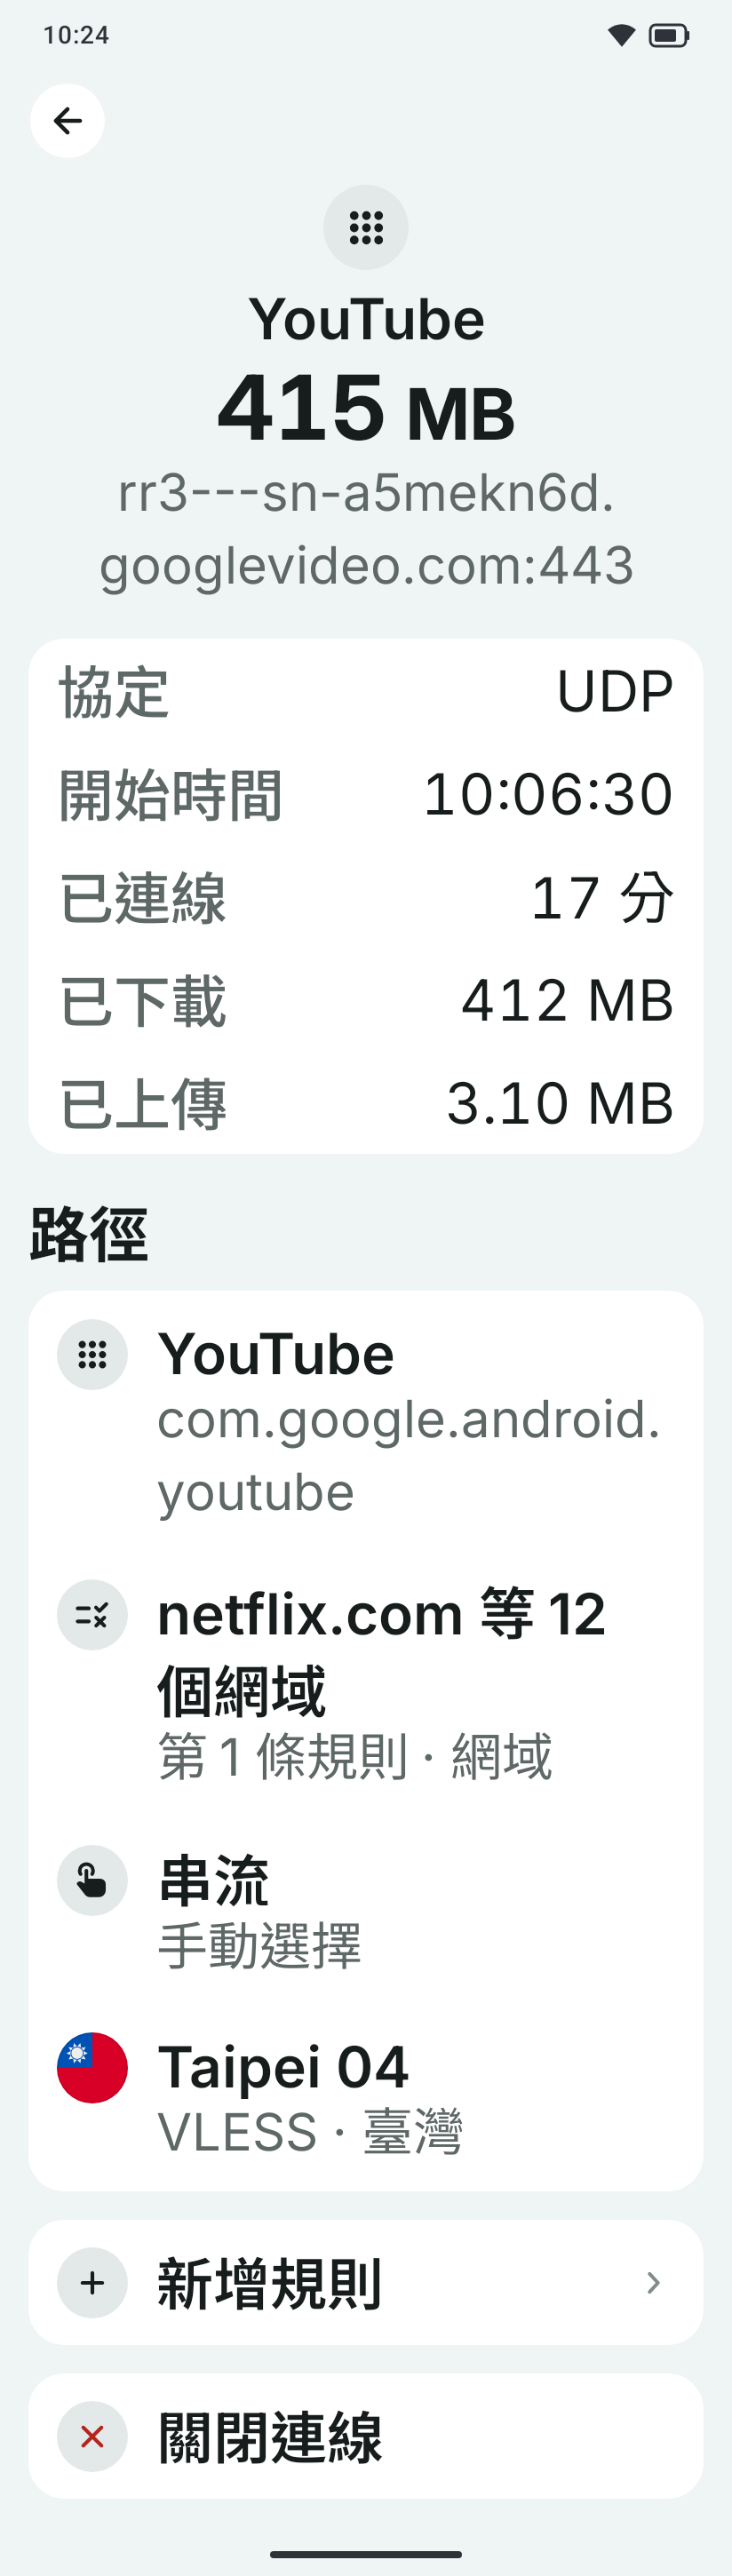 10:24
YouTube
415 MB
rr3---sn-a5mekn6d.
googlevideo.com:443
協定 UDP
開始時間 10:06:30
已連線 17 分
已下載 412 MB
已上傳 3.10 MB
路徑
YouTube
com.google.android.
youtube
netflix.com 等 12
個網域
第 1 條規則 · 網域
串流
手動選擇
Taipei 04
VLESS · 臺灣
新增規則
關閉連線